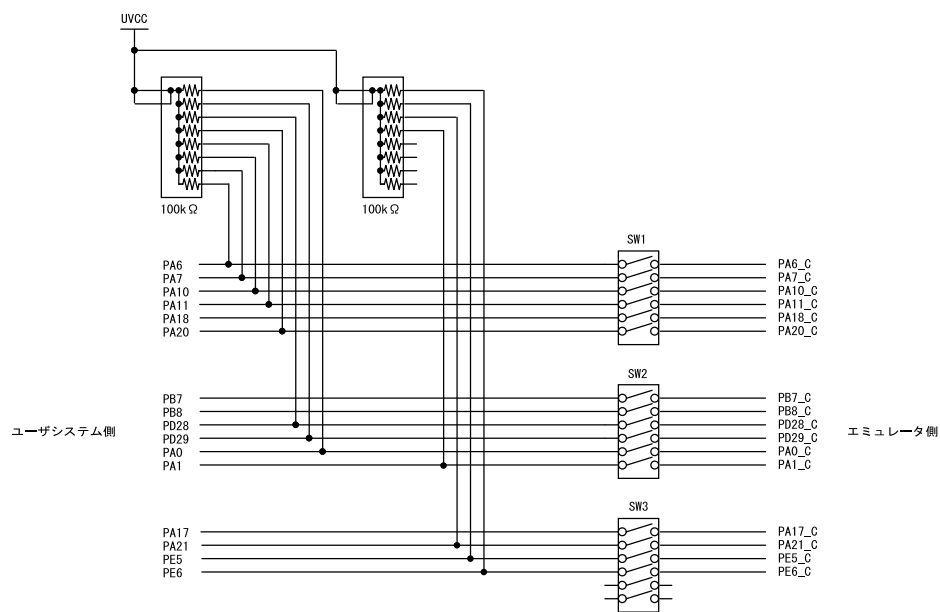 UVCC
100kΩ
100kΩ
SW1
PA6
PA6_C
PA7
PA7_C
PA10
PA10_C
PA11
PA11_C
PA18
PA18_C
PA20
PA20_C
SW2
PB7
PB7_C
PB8
PB8_C
PD28
PD28_C
PD29
PD29_C
PA0
PA0_C
PA1
PA1_C
ユーザシステム側
エミュレータ側
SW3
PA17
PA17_C
PA21
PA21_C
PE5
PE5_C
PE6
PE6_C